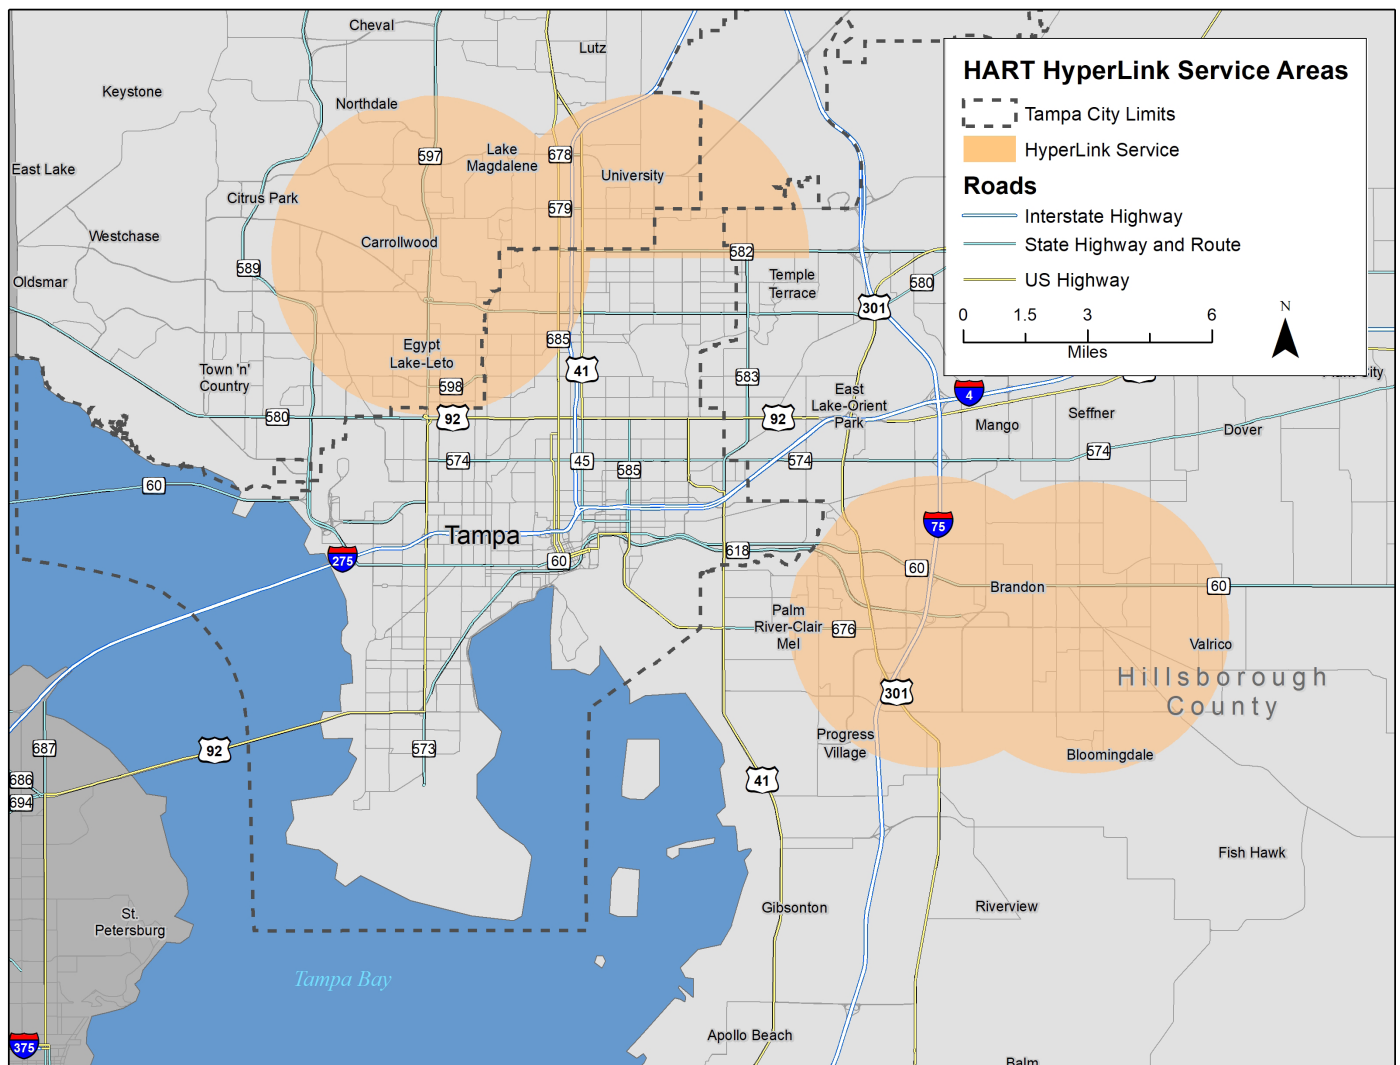 Cheval
Lutz
Keystone
Northdale
HART HyperLink Service Areas
Tampa City Limits
HyperLink Service
Roads
Interstate Highway
State Highway and Route
US Highway
0 1.5 3 6
Miles
N
597
Lake
Magdalene
678
University
East Lake
Citrus Park
579
Westchase
Carrollwood
589
582
Oldsmar
Temple
Terrace
580
301
Egypt
Lake-Leto
685
41
Town 'n'
Country
598
583
East
Lake-Orient
Park
4
City
580
92
92
Mango
Seffner
Dover
574
45
585
574
574
60
Tampa
75
275
60
618
60
Brandon
60
Palm
River-Clair
Mel
676
Valrico
Hillsborough
County
301
687
92
573
Progress
Village
Bloomingdale
686
694
41
Fish Hawk
St.
Petersburg
Gibsonton
Riverview
Tampa Bay
375
Apollo Beach
Balm